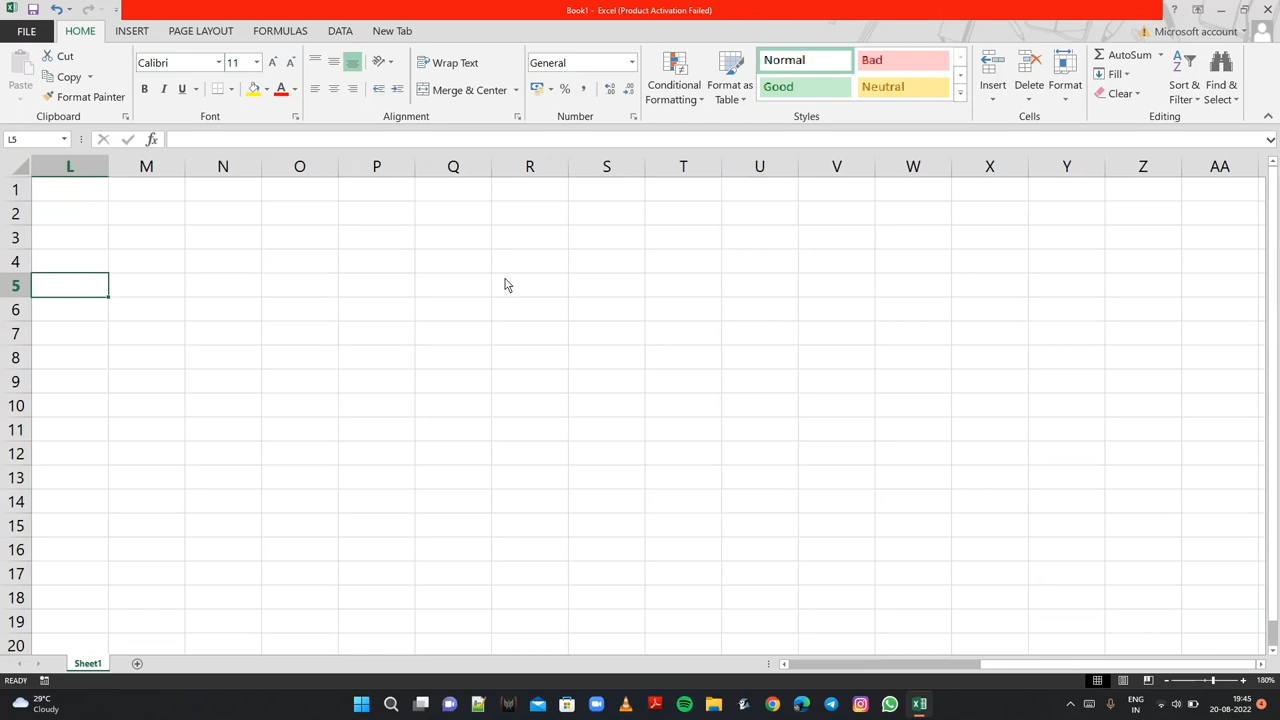 Book1 - Excel (Product Activation Failed)
FILE HOME INSERT PAGE LAYOUT FORMULAS DATA New Tab Microsoft account
Cut
Copy
Format Painter
Paste
Clipboard
Calibri 11
B I U A
Font
Wrap Text
Merge & Center
Alignment
General
%
Number
Conditional Formatting
Format as Table
Normal Bad
Good Neutral
Styles
Insert Delete Format
Cells
AutoSum
Fill
Clear
Sort & Filter
Find & Select
Editing
L5 fx
L M N O P Q R S T U V W X Y Z AA
1
2
3
4
5
6
7
8
9
10
11
12
13
14
15
16
17
18
19
20
Sheet1
READY 180%
29°C
Cloudy
ENG
IN
19:45
20-08-2022